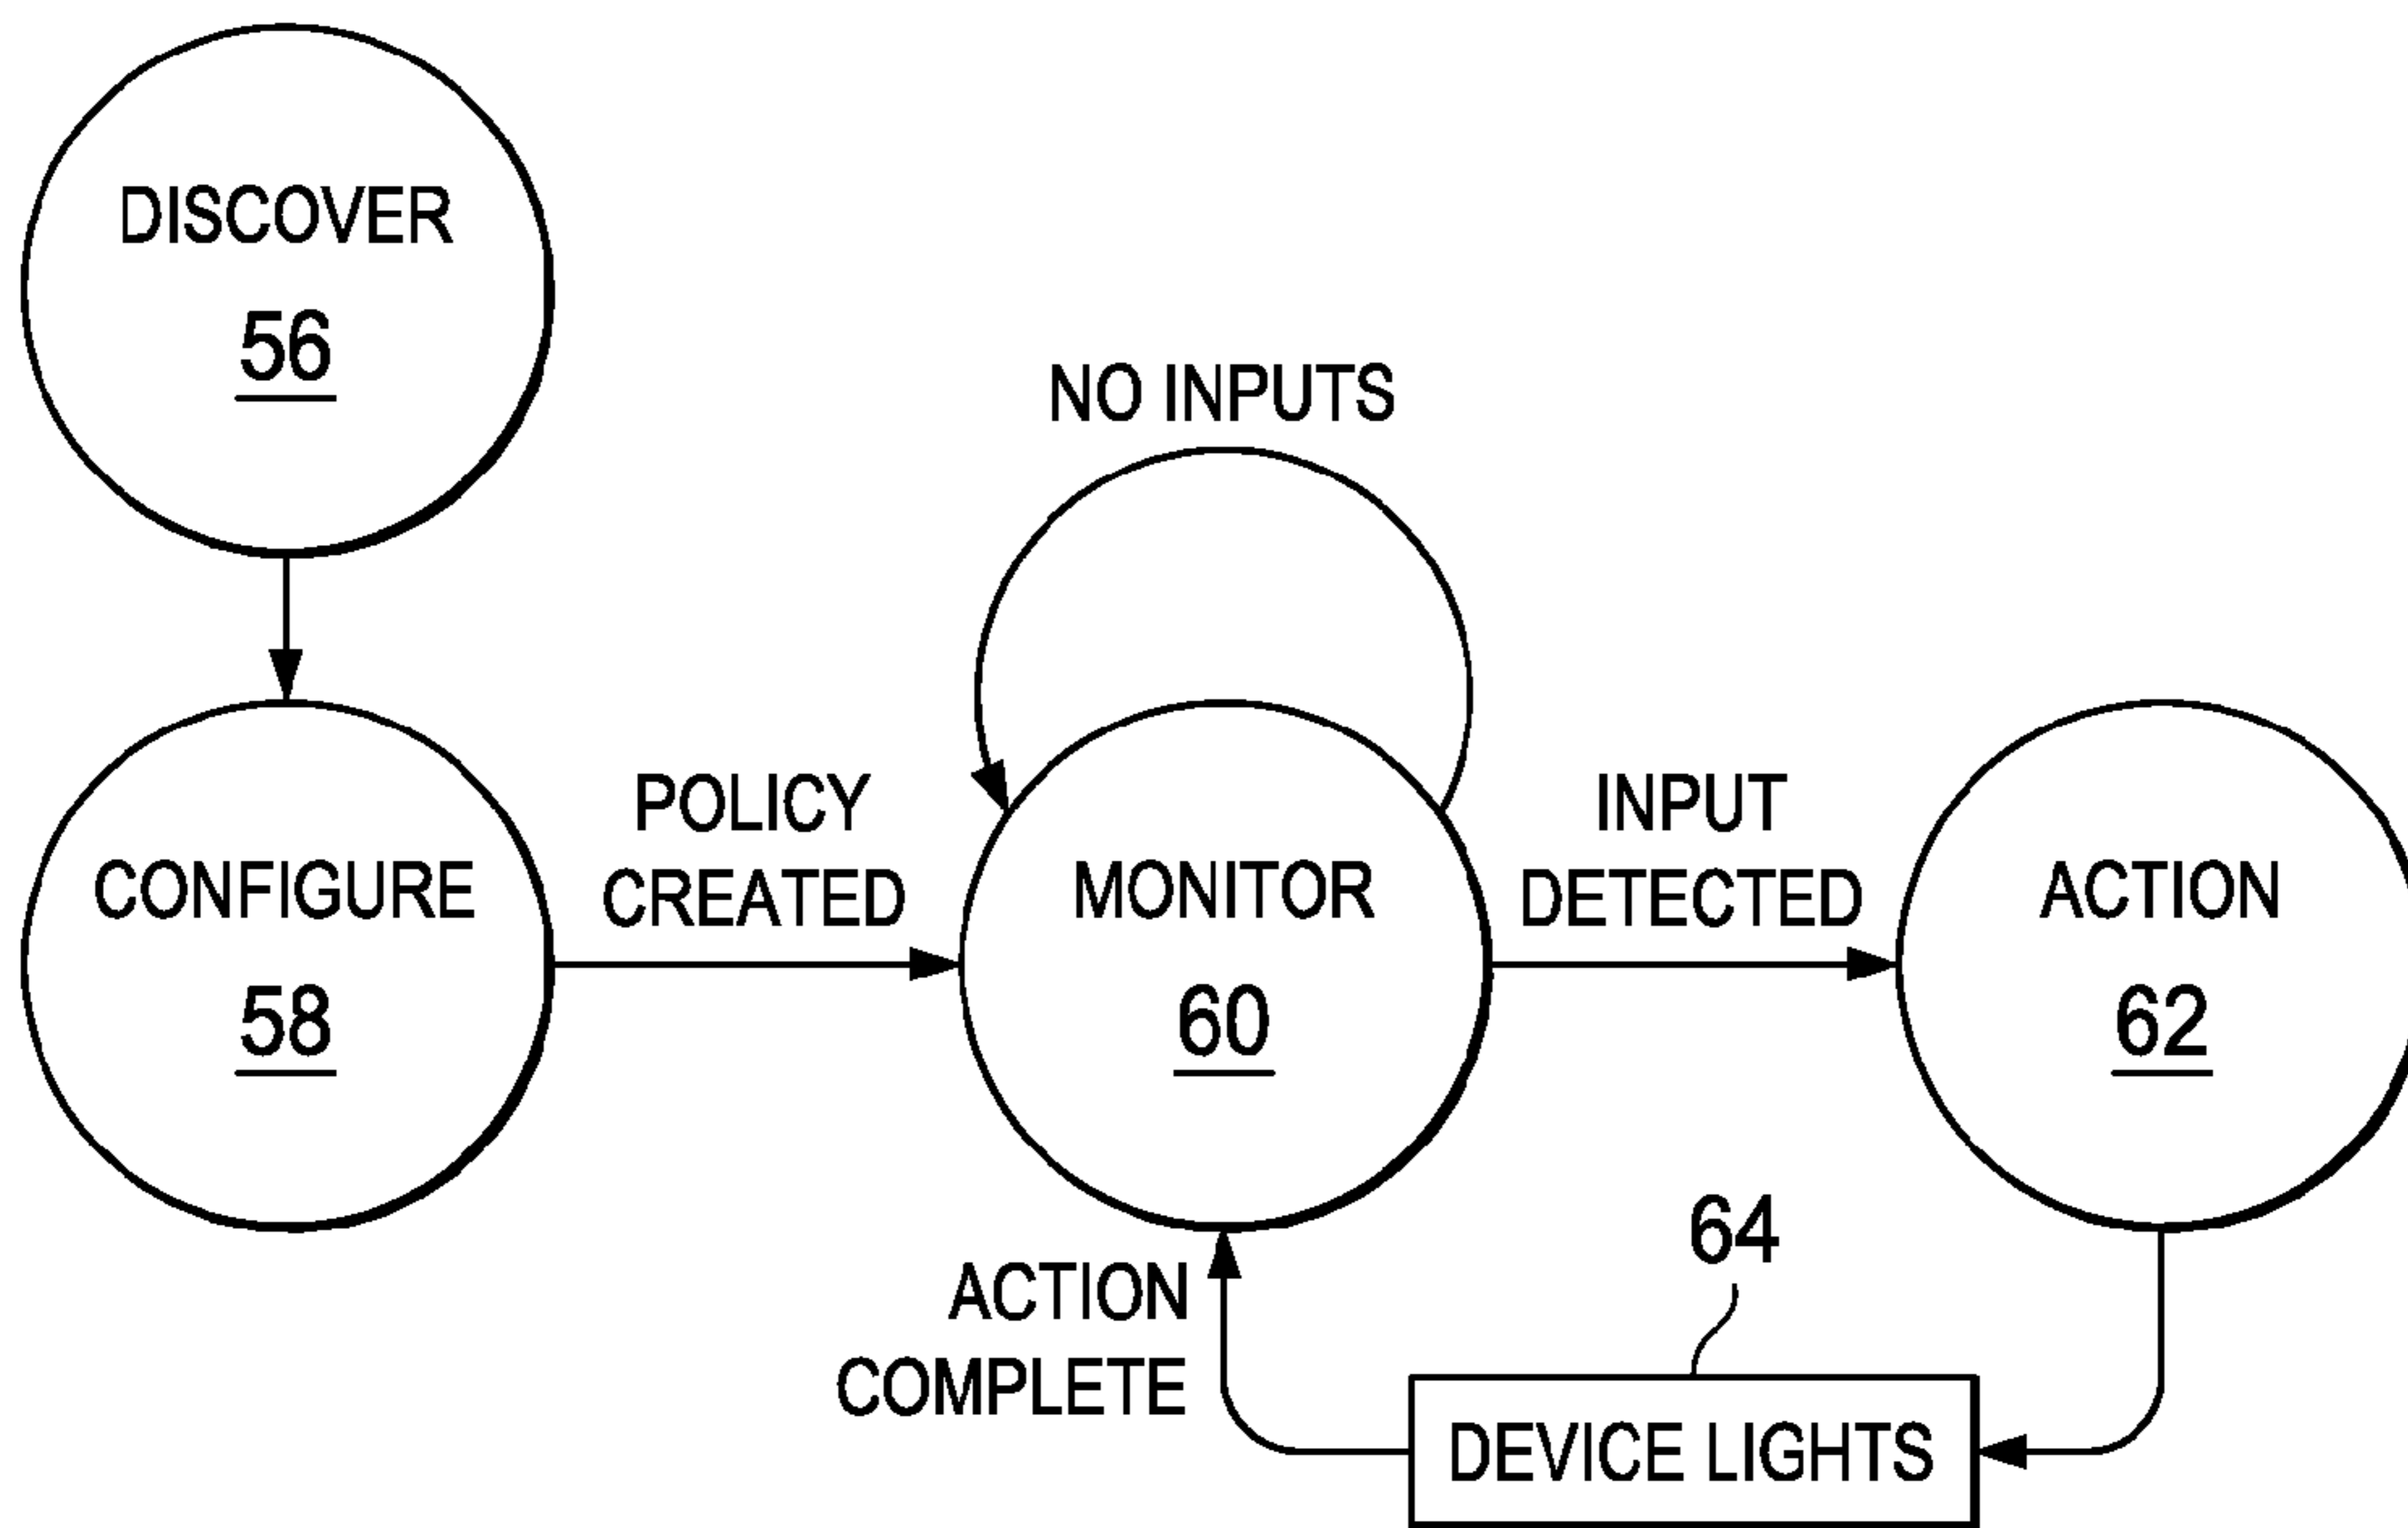 DISCOVER
56
NO INPUTS
CONFIGURE
58
POLICY
CREATED
MONITOR
60
INPUT
DETECTED
ACTION
62
ACTION
COMPLETE
64
DEVICE LIGHTS